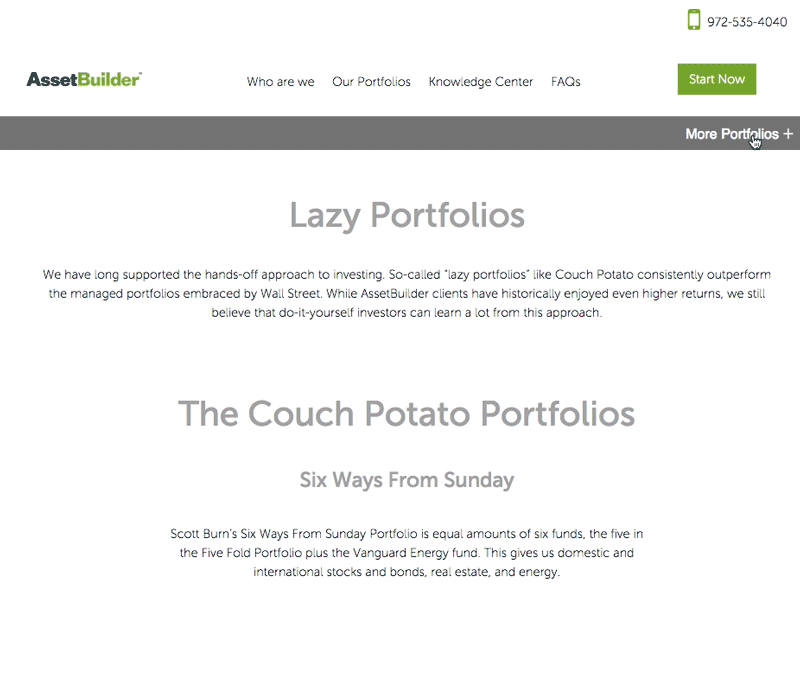 972-535-4040
AssetBuilder™
Who are we Our Portfolios Knowledge Center FAQs
Start Now
More Portfolios +
Lazy Portfolios
We have long supported the hands-off approach to investing. So-called “lazy portfolios” like Couch Potato consistently outperform
the managed portfolios embraced by Wall Street. While AssetBuilder clients have historically enjoyed even higher returns, we still
believe that do-it-yourself investors can learn a lot from this approach.
The Couch Potato Portfolios
Six Ways From Sunday
Scott Burn’s Six Ways From Sunday Portfolio is equal amounts of six funds, the five in
the Five Fold Portfolio plus the Vanguard Energy fund. This gives us domestic and
international stocks and bonds, real estate, and energy.